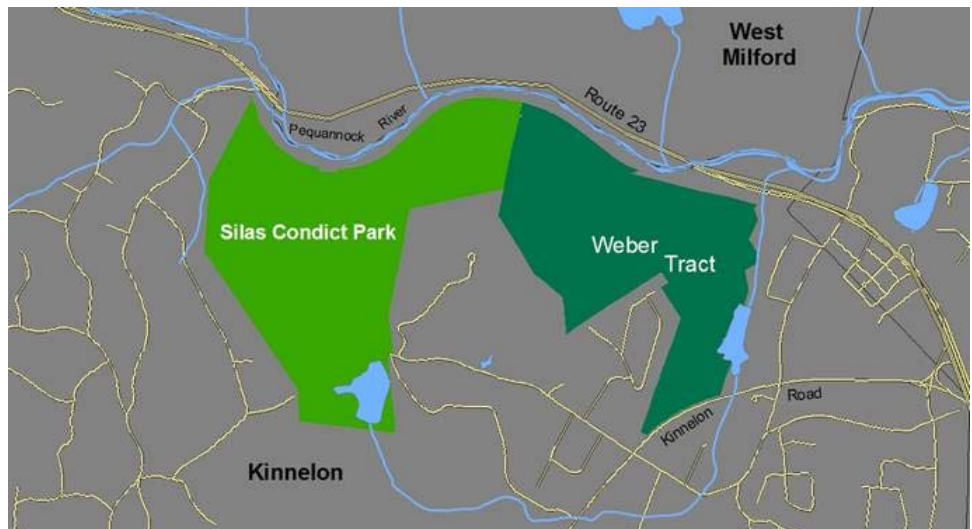 West
Milford
Route 23
Pequannock River
Silas Condict Park
Weber
Tract
Road
Kinnelon
Kinnelon